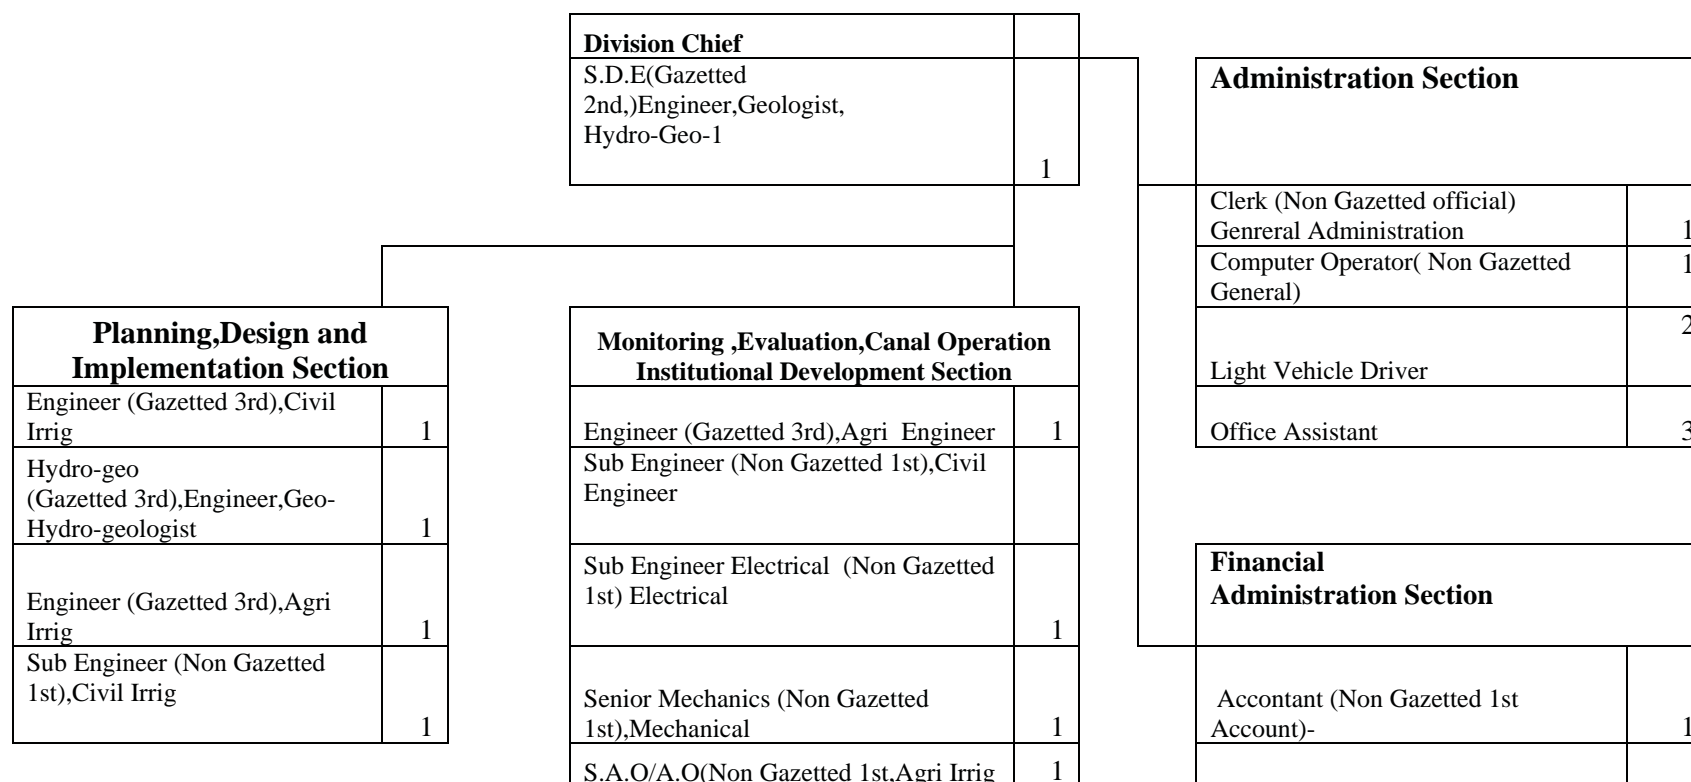 Division Chief
S.D.E(Gazetted
2nd,)Engineer,Geologist,
Hydro-Geo-1
1
Administration Section
Clerk (Non Gazetted official)
Genreral Administration
1
Computer Operator( Non Gazetted
General)
1
Light Vehicle Driver
2
Office Assistant
3
Planning,Design and
Implementation Section
Engineer (Gazetted 3rd),Civil
Irrig
1
Hydro-geo
(Gazetted 3rd),Engineer,Geo-
Hydro-geologist
1
Engineer (Gazetted 3rd),Agri
Irrig
1
Sub Engineer (Non Gazetted
1st),Civil Irrig
1
Monitoring ,Evaluation,Canal Operation
Institutional Development Section
Engineer (Gazetted 3rd),Agri Engineer
1
Sub Engineer (Non Gazetted 1st),Civil
Engineer
Sub Engineer Electrical (Non Gazetted
1st) Electrical
1
Senior Mechanics (Non Gazetted
1st),Mechanical
1
S.A.O/A.O(Non Gazetted 1st,Agri Irrig
1
Financial
Administration Section
Accontant (Non Gazetted 1st
Account)-
1